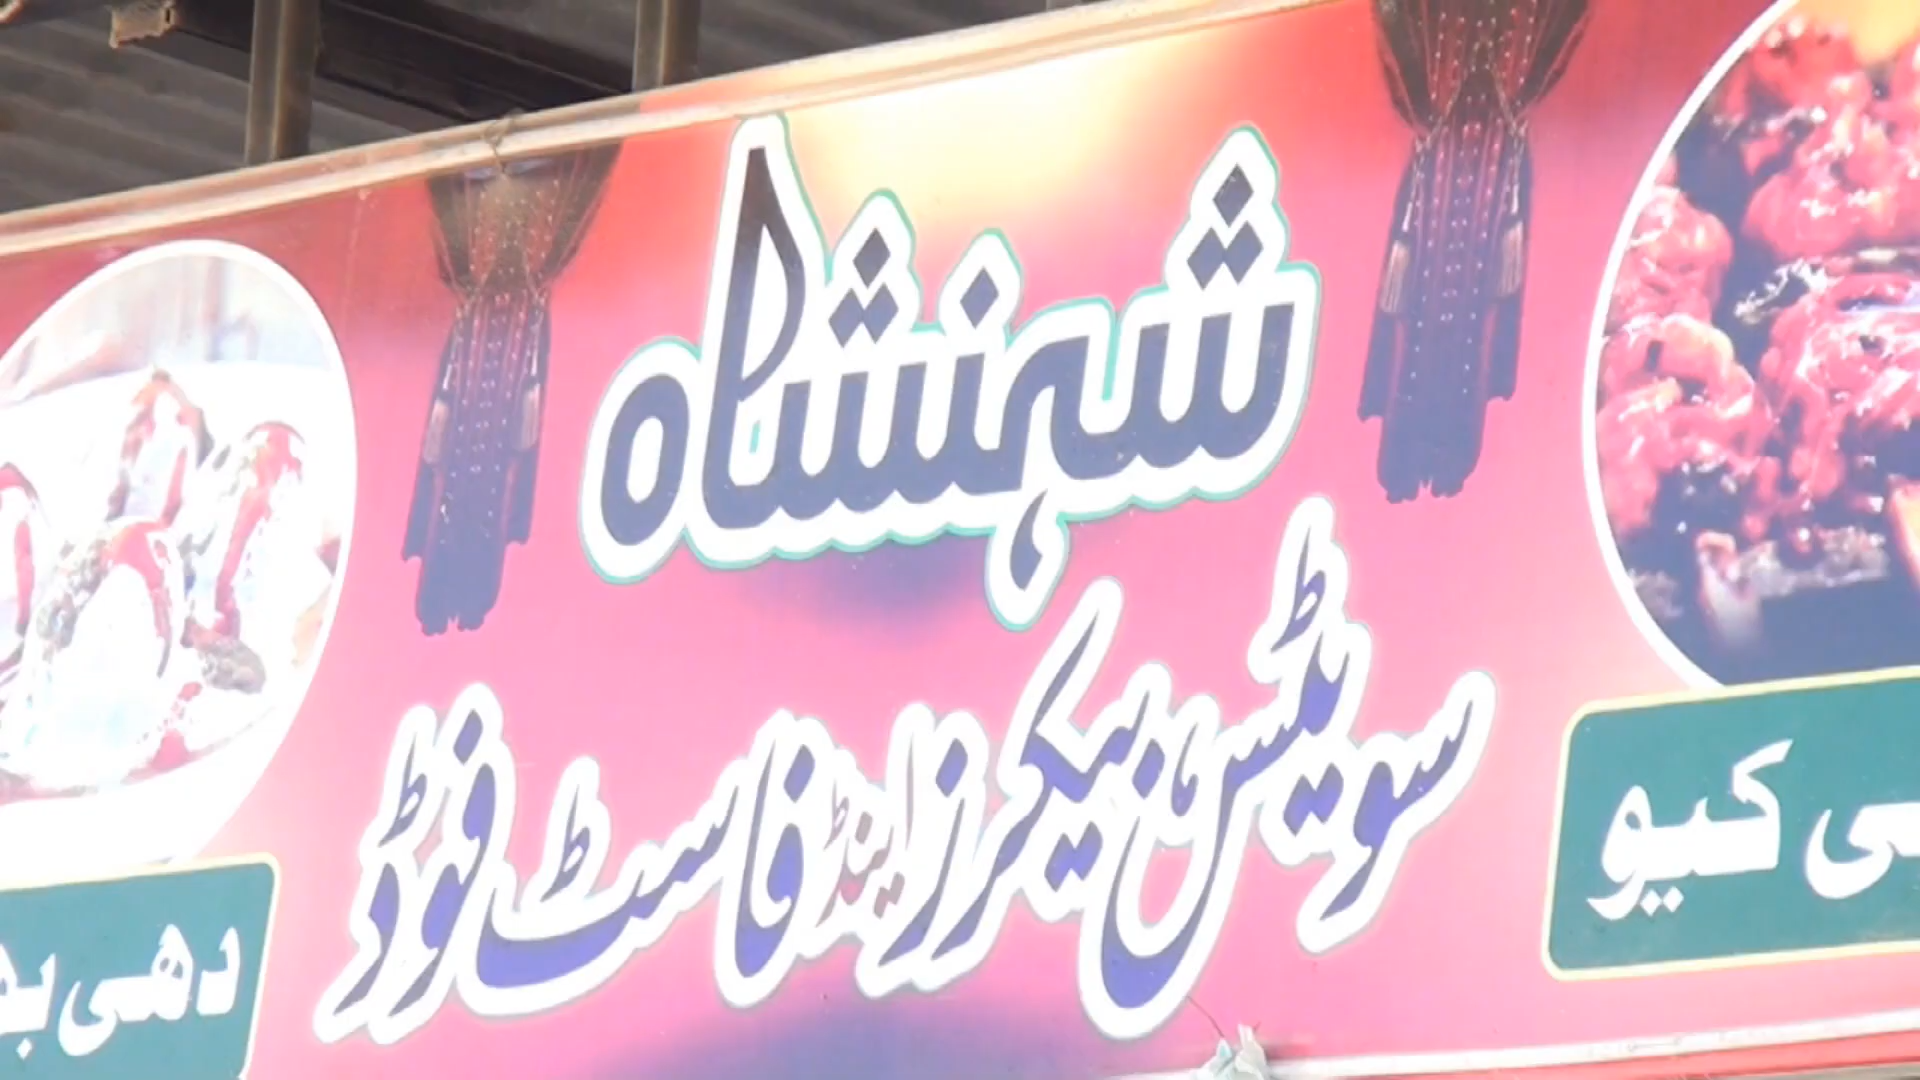 شہنشاہ
سویٹس، بیکرز اینڈ فاسٹ فوڈ
کیو
دھی